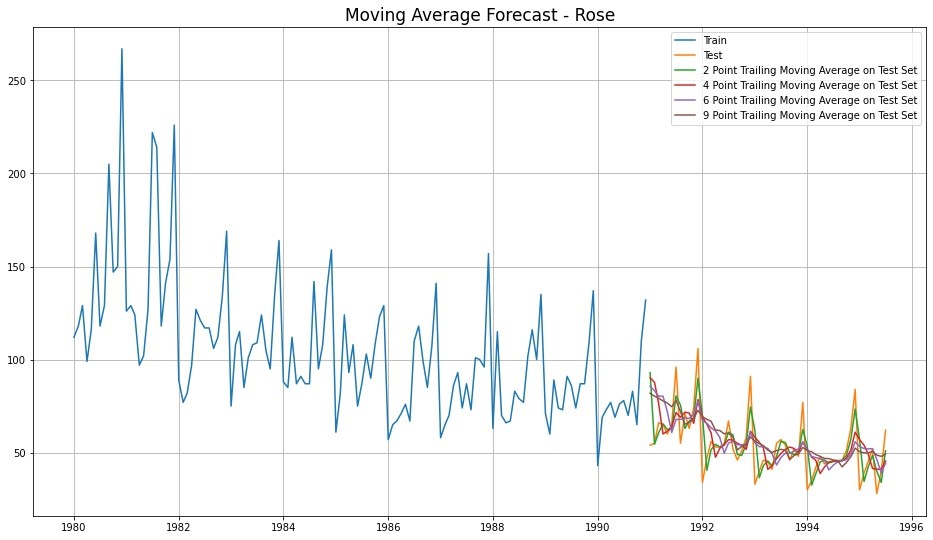 Moving Average Forecast - Rose
Train
Test
2 Point Trailing Moving Average on Test Set
4 Point Trailing Moving Average on Test Set
6 Point Trailing Moving Average on Test Set
9 Point Trailing Moving Average on Test Set
250
200
150
100
50
1980 1982 1984 1986 1988 1990 1992 1994 1996